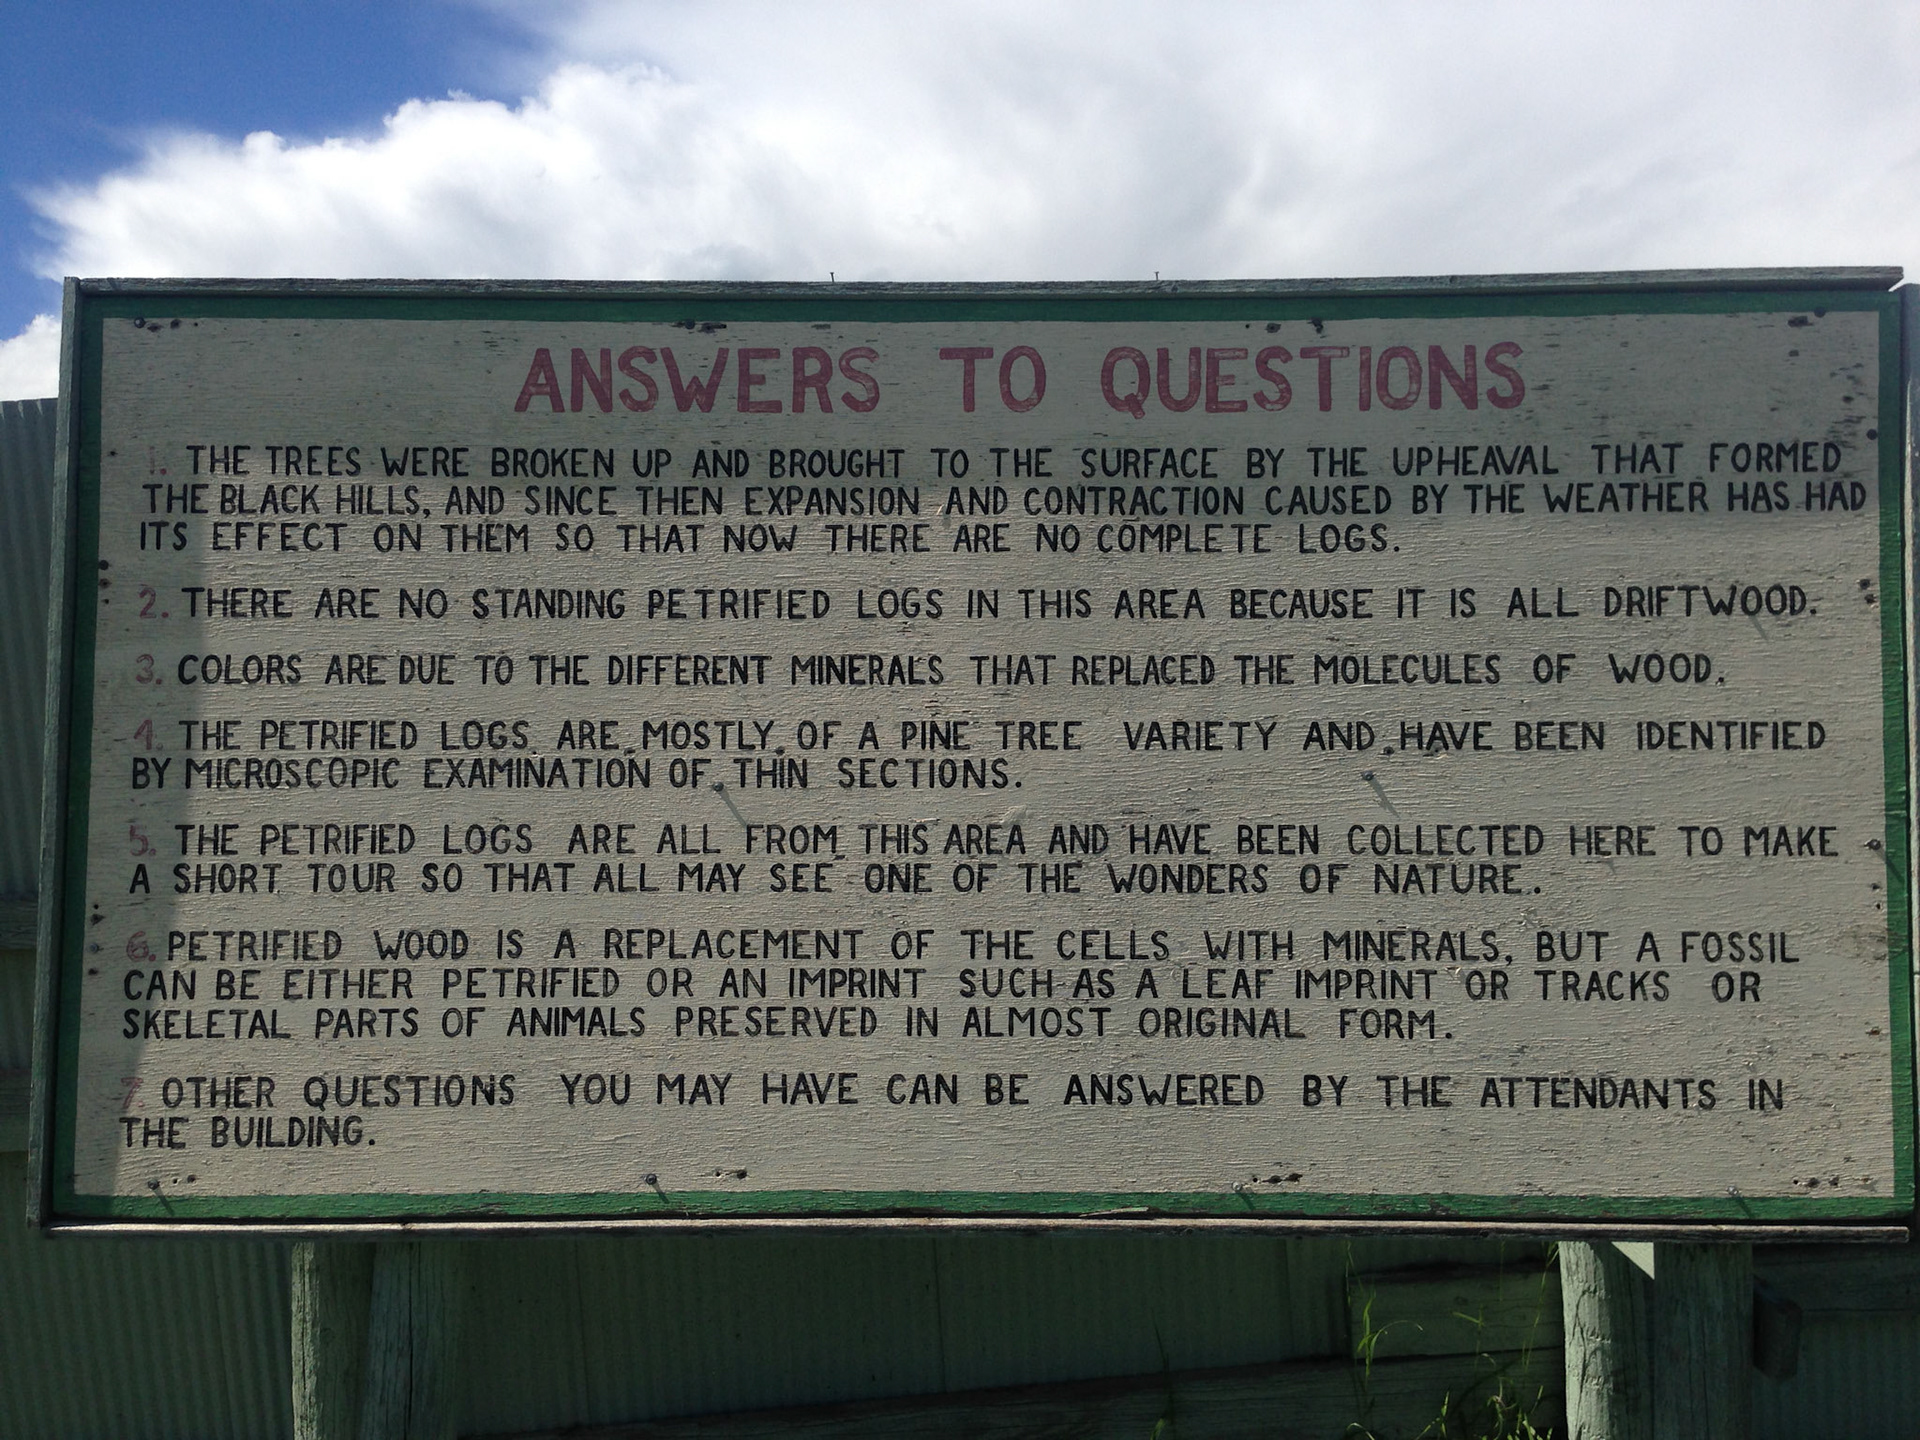 ANSWERS TO QUESTIONS
1. THE TREES WERE BROKEN UP AND BROUGHT TO THE SURFACE BY THE UPHEAVAL THAT FORMED
THE BLACK HILLS, AND SINCE THEN EXPANSION AND CONTRACTION CAUSED BY THE WEATHER HAS HAD
ITS EFFECT ON THEM SO THAT NOW THERE ARE NO COMPLETE LOGS.
2. THERE ARE NO STANDING PETRIFIED LOGS IN THIS AREA BECAUSE IT IS ALL DRIFTWOOD.
3. COLORS ARE DUE TO THE DIFFERENT MINERALS THAT REPLACED THE MOLECULES OF WOOD.
4. THE PETRIFIED LOGS ARE MOSTLY OF A PINE TREE VARIETY AND HAVE BEEN IDENTIFIED
BY MICROSCOPIC EXAMINATION OF THIN SECTIONS.
5. THE PETRIFIED LOGS ARE ALL FROM THIS AREA AND HAVE BEEN COLLECTED HERE TO MAKE
A SHORT TOUR SO THAT ALL MAY SEE ONE OF THE WONDERS OF NATURE.
6. PETRIFIED WOOD IS A REPLACEMENT OF THE CELLS WITH MINERALS, BUT A FOSSIL
CAN BE EITHER PETRIFIED OR AN IMPRINT SUCH AS A LEAF IMPRINT OR TRACKS OR
SKELETAL PARTS OF ANIMALS PRESERVED IN ALMOST ORIGINAL FORM.
7. OTHER QUESTIONS YOU MAY HAVE CAN BE ANSWERED BY THE ATTENDANTS IN
THE BUILDING.